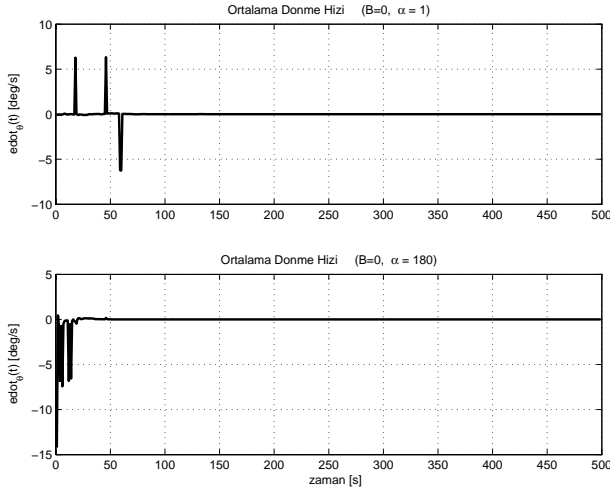 Ortalama Donme Hizi (B=0, α = 1)
10
5
0
−5
−10
edotθ(t) [deg/s]
0 50 100 150 200 250 300 350 400 450 500
Ortalama Donme Hizi (B=0, α = 180)
5
0
−5
−10
−15
edotθ(t) [deg/s]
0 50 100 150 200 250 300 350 400 450 500
zaman [s]